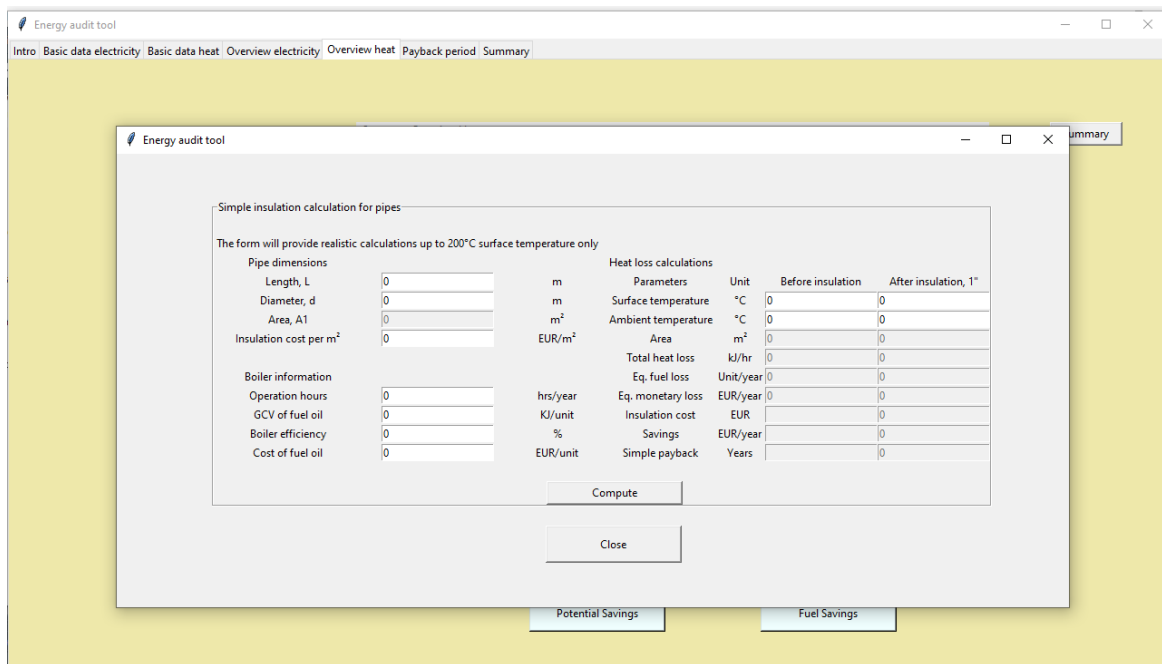 Energy audit tool
Intro Basic data electricity Basic data heat Overview electricity Overview heat Payback period Summary
ummary
Energy audit tool
Simple insulation calculation for pipes
The form will provide realistic calculations up to 200°C surface temperature only
Pipe dimensions Heat loss calculations
Length, L 0 m Parameters Unit Before insulation After insulation, 1"
Diameter, d 0 m Surface temperature °C 0 0
Area, A1 0 m² Ambient temperature °C 0 0
Insulation cost per m² 0 EUR/m² Area m² 0 0
Total heat loss kJ/hr 0 0
Boiler information Eq. fuel loss Unit/year 0 0
Operation hours 0 hrs/year Eq. monetary loss EUR/year 0 0
GCV of fuel oil 0 KJ/unit Insulation cost EUR 0
Boiler efficiency 0 % Savings EUR/year 0
Cost of fuel oil 0 EUR/unit Simple payback Years 0
Compute
Close
Potential Savings Fuel Savings